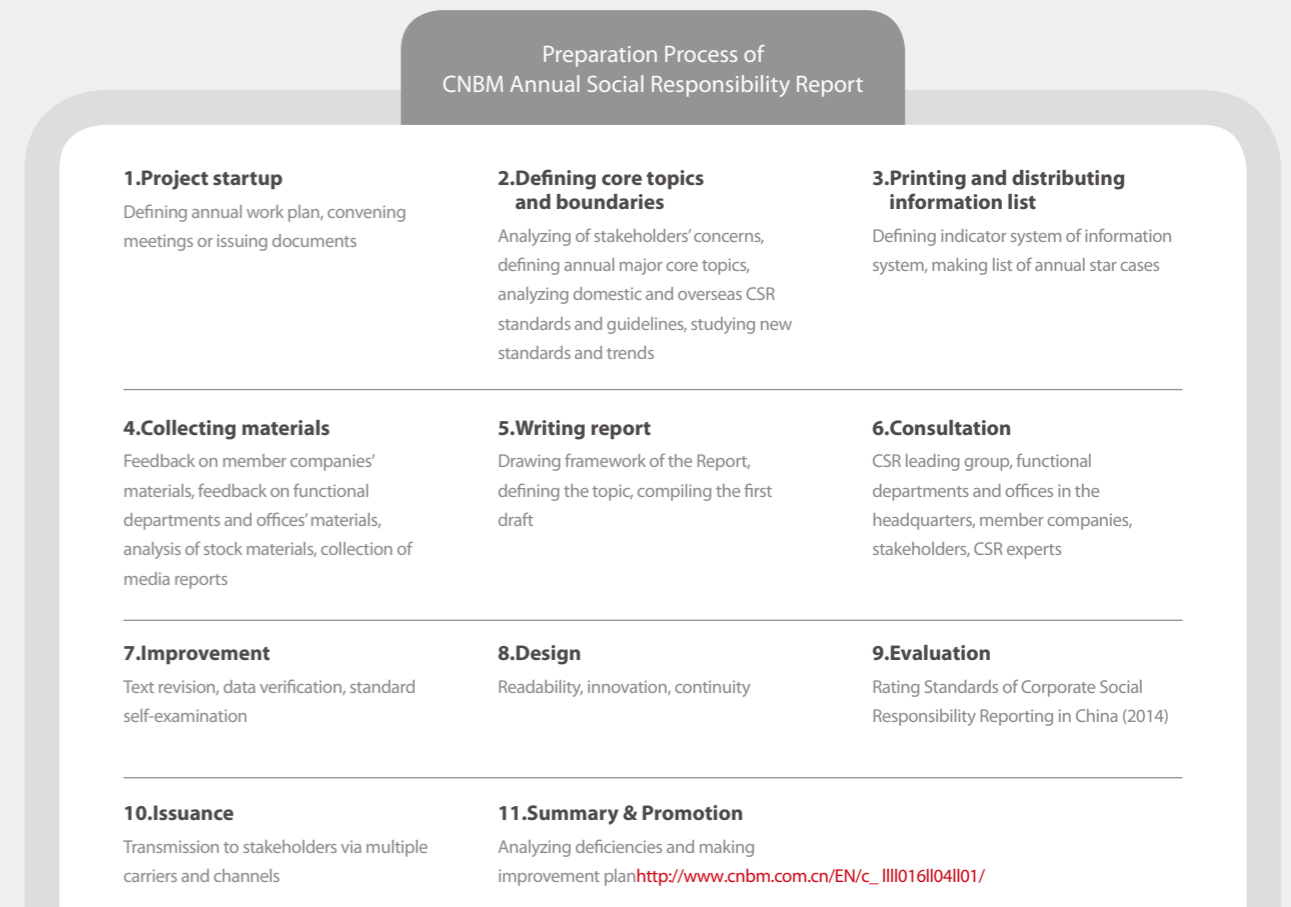 Preparation Process of
CNBM Annual Social Responsibility Report
1.Project startup
Defining annual work plan, convening
meetings or issuing documents
2.Defining core topics
and boundaries
Analyzing of stakeholders' concerns,
defining annual major core topics,
analyzing domestic and overseas CSR
standards and guidelines, studying new
standards and trends
3.Printing and distributing
information list
Defining indicator system of information
system, making list of annual star cases
4.Collecting materials
Feedback on member companies'
materials, feedback on functional
departments and offices' materials,
analysis of stock materials, collection of
media reports
5.Writing report
Drawing framework of the Report,
defining the topic, compiling the first
draft
6.Consultation
CSR leading group, functional
departments and offices in the
headquarters, member companies,
stakeholders, CSR experts
7.Improvement
Text revision, data verification, standard
self-examination
8.Design
Readability, innovation, continuity
9.Evaluation
Rating Standards of Corporate Social
Responsibility Reporting in China (2014)
10.Issuance
Transmission to stakeholders via multiple
carriers and channels
11.Summary & Promotion
Analyzing deficiencies and making
improvement planhttp://www.cnbm.com.cn/EN/c_ llll016ll04ll01/